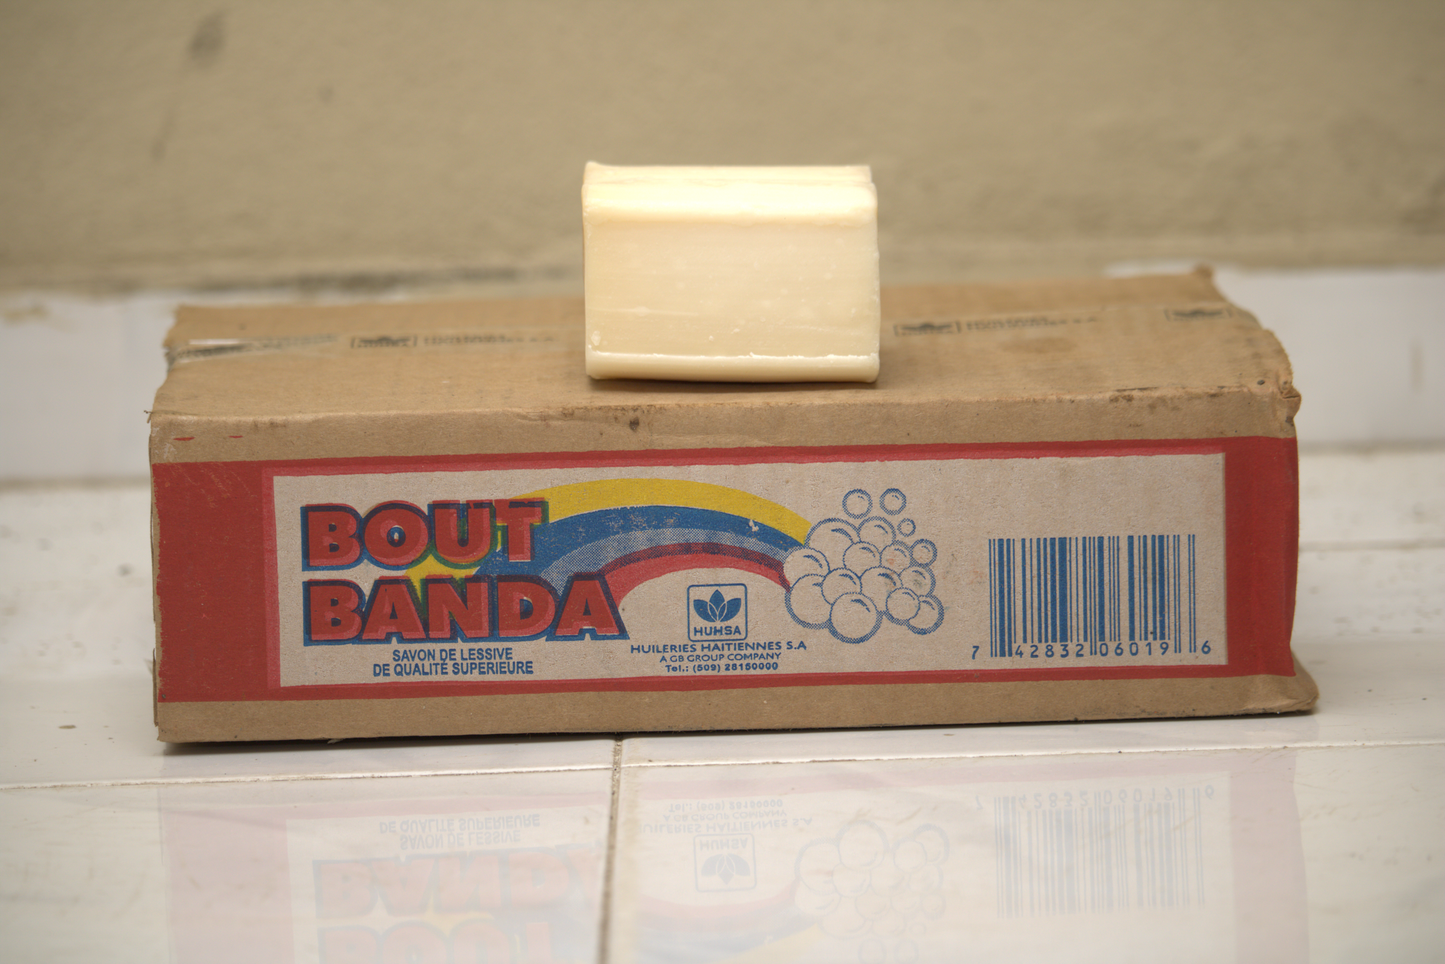 BOUT
BANDA
SAVON DE LESSIVE
DE QUALITE SUPERIEURE
HUHSA
HUILERIES HAITIENNES S.A
A GB GROUP COMPANY
Tel.: (509) 28150000
7 42832 06019 6